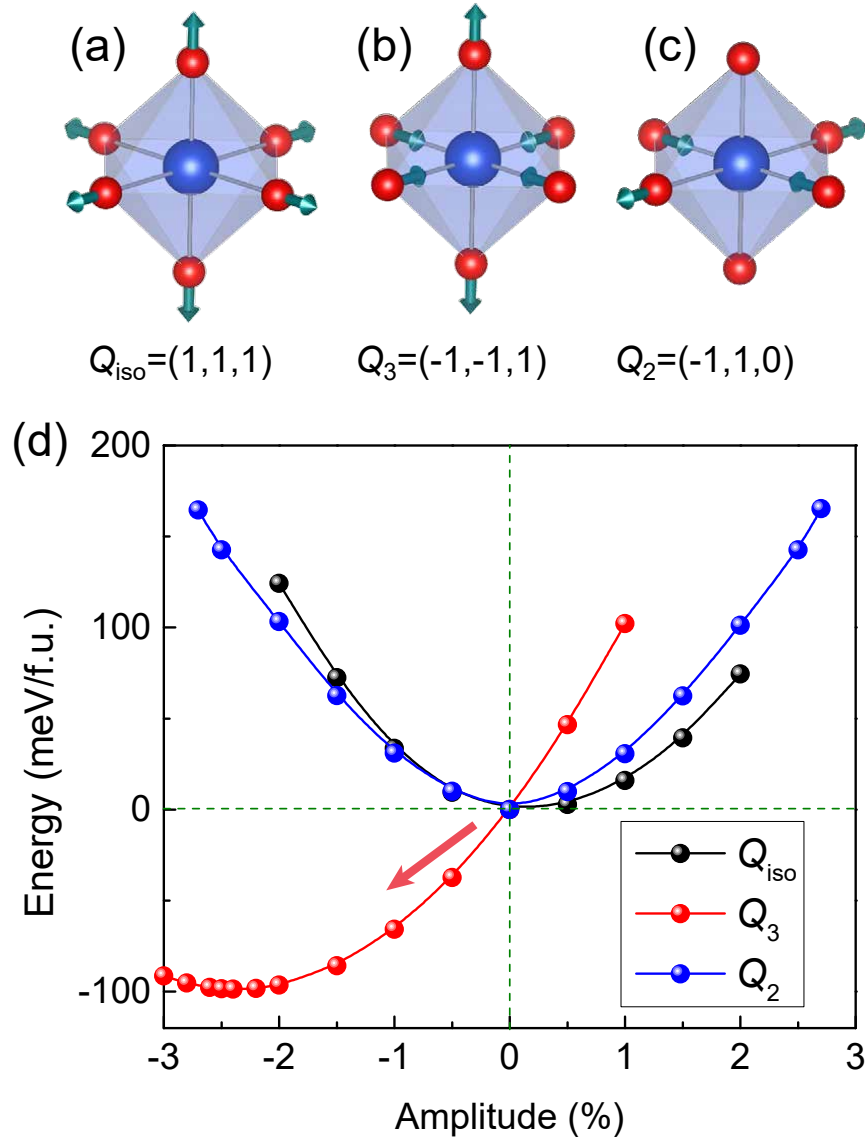 (a) (b) (c)
Qiso=(1,1,1) Q3=(-1,-1,1) Q2=(-1,1,0)
(d)
200
100
0
-100
Energy (meV/f.u.)
Qiso
Q3
Q2
-3 -2 -1 0 1 2 3
Amplitude (%)